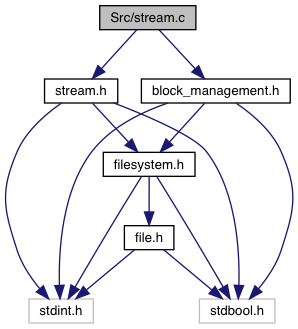 Src/stream.c
stream.h
block_management.h
filesystem.h
file.h
stdint.h
stdbool.h